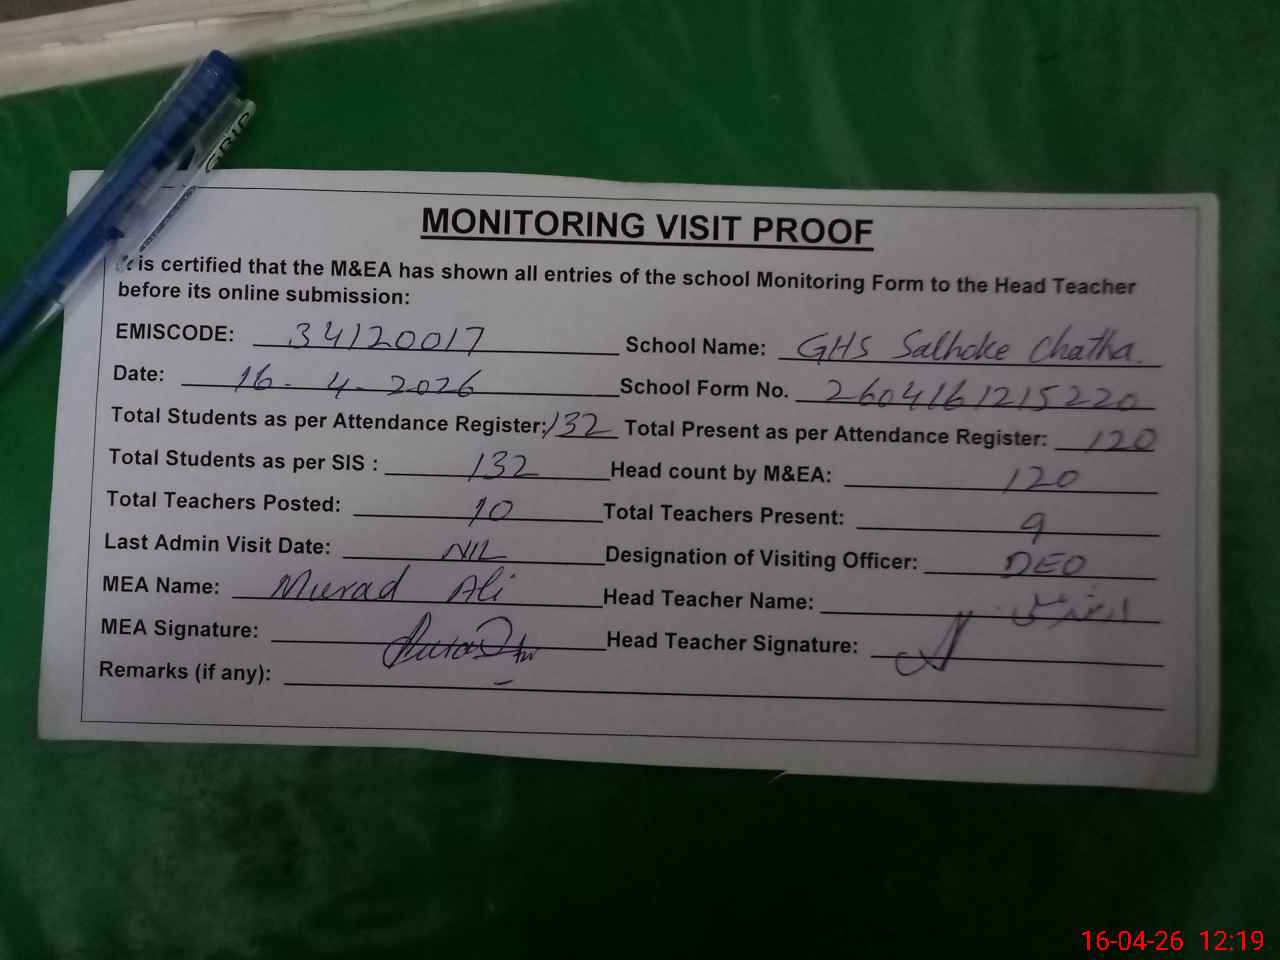 GRIP
MONITORING VISIT PROOF
It is certified that the M&EA has shown all entries of the school Monitoring Form to the Head Teacher
before its online submission:
EMISCODE: 34120017 School Name: GHS Salhoke Chatha.
Date: 16-4-2026 School Form No. 2604161215220
Total Students as per Attendance Register: 132 Total Present as per Attendance Register: 120
Total Students as per SIS : 132 Head count by M&EA: 120
Total Teachers Posted: 10 Total Teachers Present: 9
Last Admin Visit Date: NIL Designation of Visiting Officer: DEO
MEA Name: Murad Ali Head Teacher Name:
MEA Signature: Head Teacher Signature:
Remarks (if any): —
16-04-26 12:19